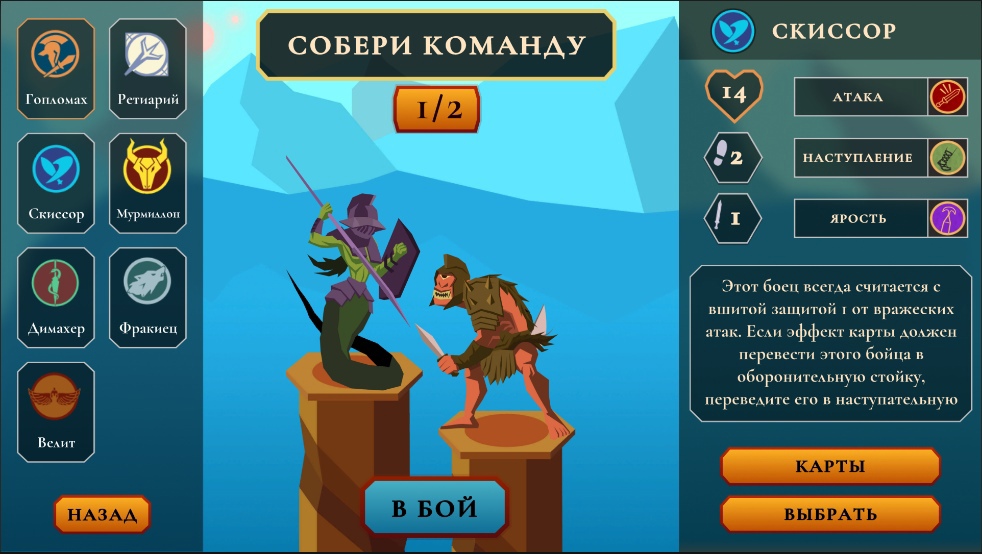 СОБЕРИ КОМАНДУ
1/2
Гопломах
Ретиарий
Скиссор
Мурмиллон
Димахер
Фракиец
Велит
НАЗАД
В БОЙ
СКИССОР
14
АТАКА
2
НАСТУПЛЕНИЕ
1
ЯРОСТЬ
Этот боец всегда считается с
вшитой защитой 1 от вражеских
атак. Если эффект карты должен
перевести этого бойца в
оборонительную стойку,
переведите его в наступательную
КАРТЫ
ВЫБРАТЬ